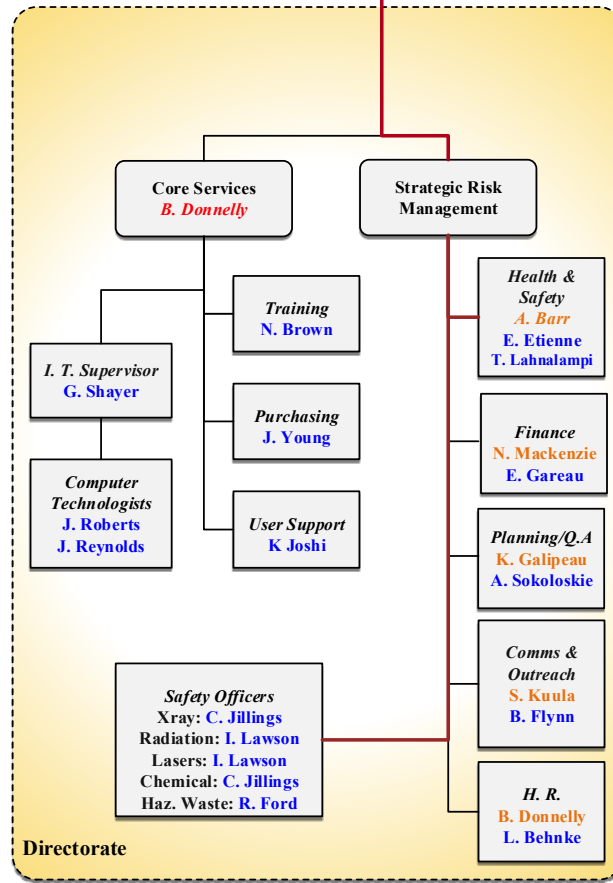 Core Services
B. Donnelly
Strategic Risk
Management
Health &
Safety
A. Barr
E. Etienne
T. Lahnalampi
Training
N. Brown
I. T. Supervisor
G. Shayer
Purchasing
J. Young
Finance
N. Mackenzie
E. Gareau
Computer
Technologists
J. Roberts
J. Reynolds
User Support
K Joshi
Planning/Q.A
K. Galipeau
A. Sokoloskie
Comms &
Outreach
S. Kuula
B. Flynn
Safety Officers
Xray: C. Jillings
Radiation: I. Lawson
Lasers: I. Lawson
Chemical: C. Jillings
Haz. Waste: R. Ford
H. R.
B. Donnelly
L. Behnke
Directorate